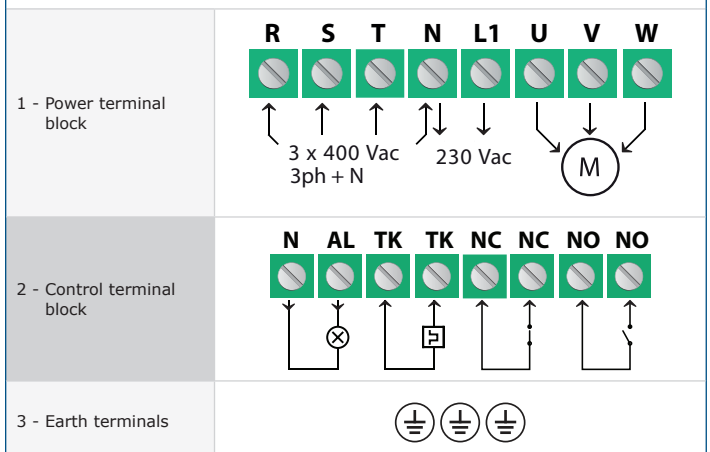 R S T N L1 U V W
1 - Power terminal
block
3 x 400 Vac
3ph + N
230 Vac
M
N AL TK TK NC NC NO NO
2 - Control terminal
block
3 - Earth terminals